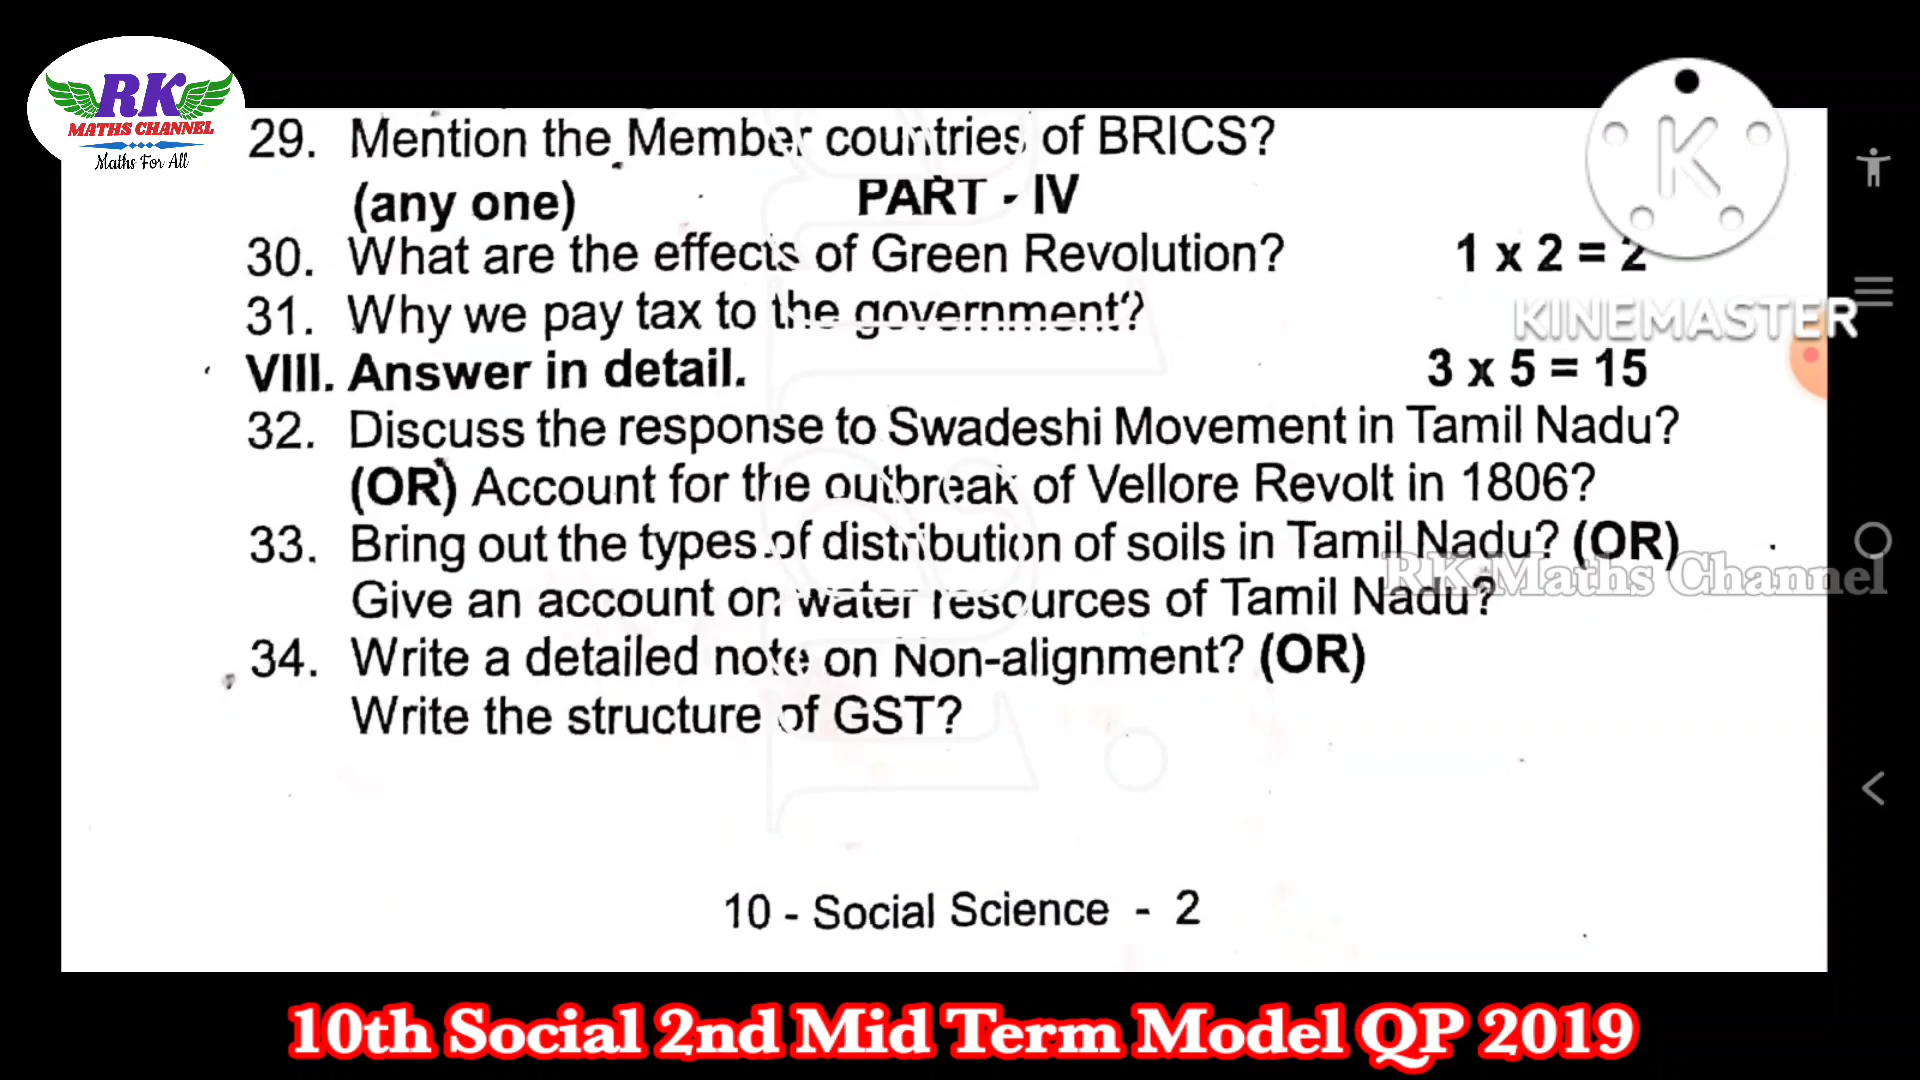 RK
MATHS CHANNEL
Maths For All
29. Mention the Member countries of BRICS?
(any one) PART - IV
30. What are the effects of Green Revolution? 1 x 2 = 2
31. Why we pay tax to the government?
KINEMASTER
VIII. Answer in detail. 3 x 5 = 15
32. Discuss the response to Swadeshi Movement in Tamil Nadu?
(OR) Account for the outbreak of Vellore Revolt in 1806?
33. Bring out the types of distribution of soils in Tamil Nadu? (OR)
RK Maths Channel
Give an account on water resources of Tamil Nadu?
34. Write a detailed note on Non-alignment? (OR)
Write the structure of GST?
10 - Social Science - 2
10th Social 2nd Mid Term Model QP 2019